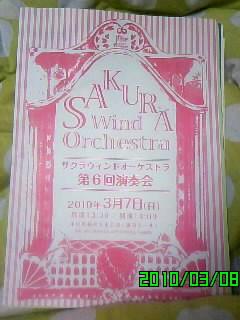 SAKURA
Wind
Orchestra
サクラウィンドオーケストラ
第6回演奏会
2010年3月7日(日)
2010/03/08